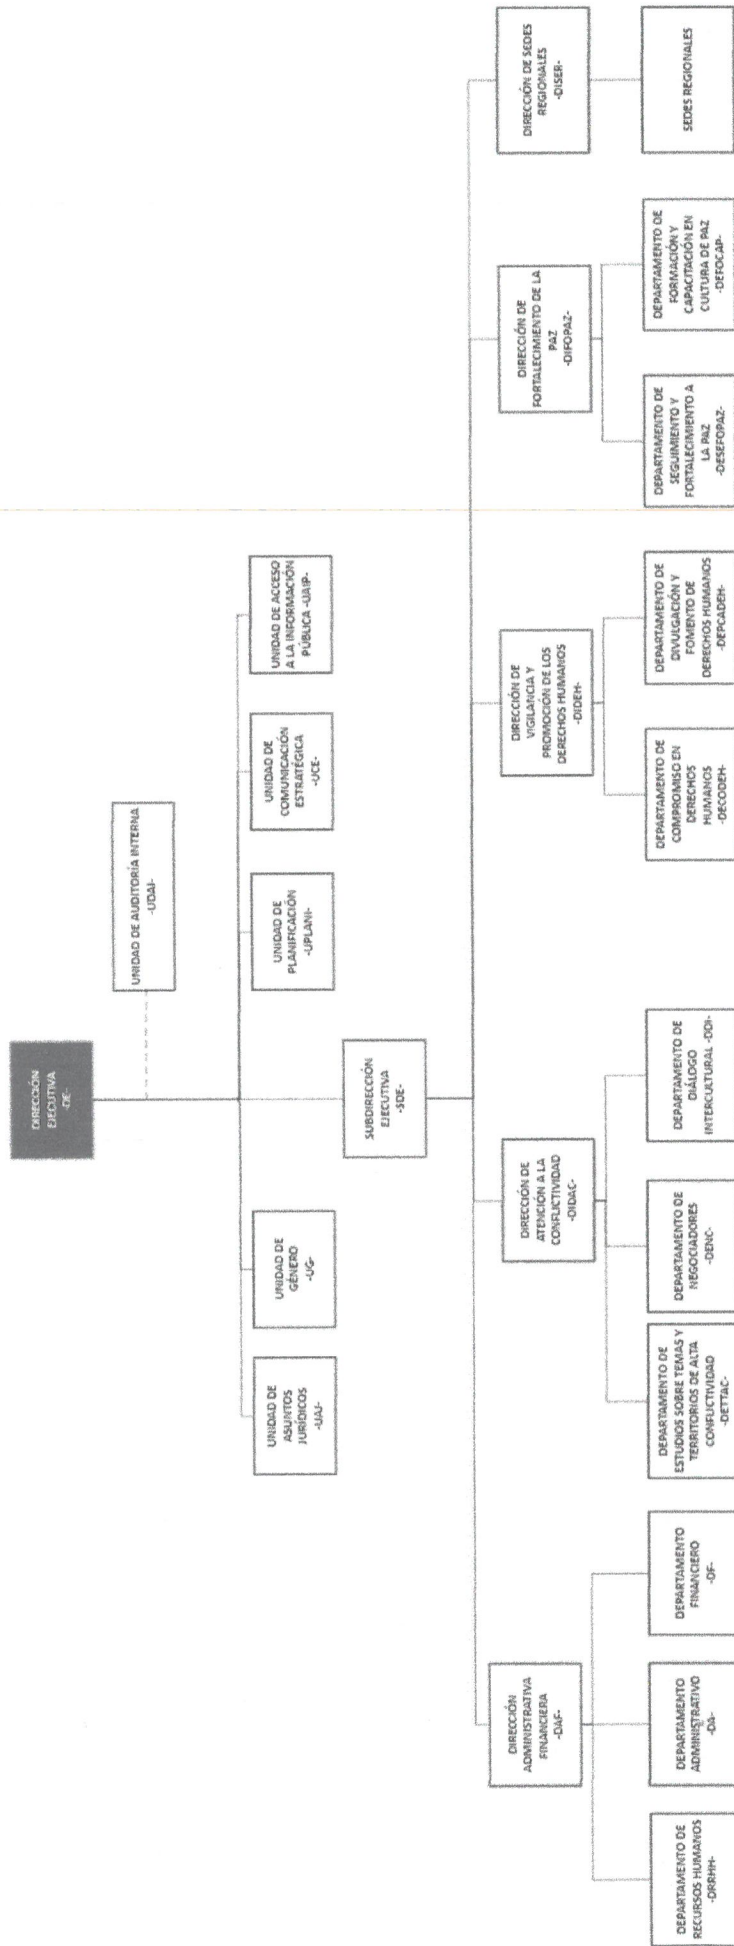 DIRECCIÓN
EJECUTIVA
-DE-
UNIDAD DE AUDITORÍA INTERNA
-UDAI-
UNIDAD DE
ASUNTOS
JURÍDICOS
-UAJ-
UNIDAD DE
GÉNERO
-UG-
UNIDAD DE
PLANIFICACIÓN
-UPLANI-
UNIDAD DE
COMUNICACIÓN
ESTRATÉGICA
-UCE-
UNIDAD DE ACCESO
A LA INFORMACIÓN
PÚBLICA -UAIP-
SUBDIRECCIÓN
EJECUTIVA
-SDE-
DIRECCIÓN
ADMINISTRATIVA
FINANCIERA
-DAF-
DIRECCIÓN DE
ATENCIÓN A LA
CONFLICTIVIDAD
-DIDAC-
DIRECCIÓN DE
VIGILANCIA Y
PROMOCIÓN DE LOS
DERECHOS HUMANOS
-DIDEH-
DIRECCIÓN DE
FORTALECIMIENTO DE LA
PAZ
-DIFOPAZ-
DIRECCIÓN DE SEDES
REGIONALES
-DISER-
DEPARTAMENTO DE
RECURSOS HUMANOS
-DRRHH-
DEPARTAMENTO
ADMINISTRATIVO
-DA-
DEPARTAMENTO
FINANCIERO
-DF-
DEPARTAMENTO DE
ESTUDIOS SOBRE TEMAS Y
TERRITORIOS DE ALTA
CONFLICTIVIDAD
-DETTAC-
DEPARTAMENTO DE
NEGOCIADORES
-DENC-
DEPARTAMENTO DE
DIÁLOGO
INTERCULTURAL -DDI-
DEPARTAMENTO DE
COMPROMISO EN
DERECHOS
HUMANOS
-DECODEH-
DEPARTAMENTO DE
DIVULGACIÓN Y
FOMENTO DE
DERECHOS HUMANOS
-DEPCADEH-
DEPARTAMENTO DE
SEGUIMIENTO Y
FORTALECIMIENTO A
LA PAZ
-DESEFOPAZ-
DEPARTAMENTO DE
FORMACIÓN Y
CAPACITACIÓN EN
CULTURA DE PAZ
-DEFOCAP-
SEDES REGIONALES